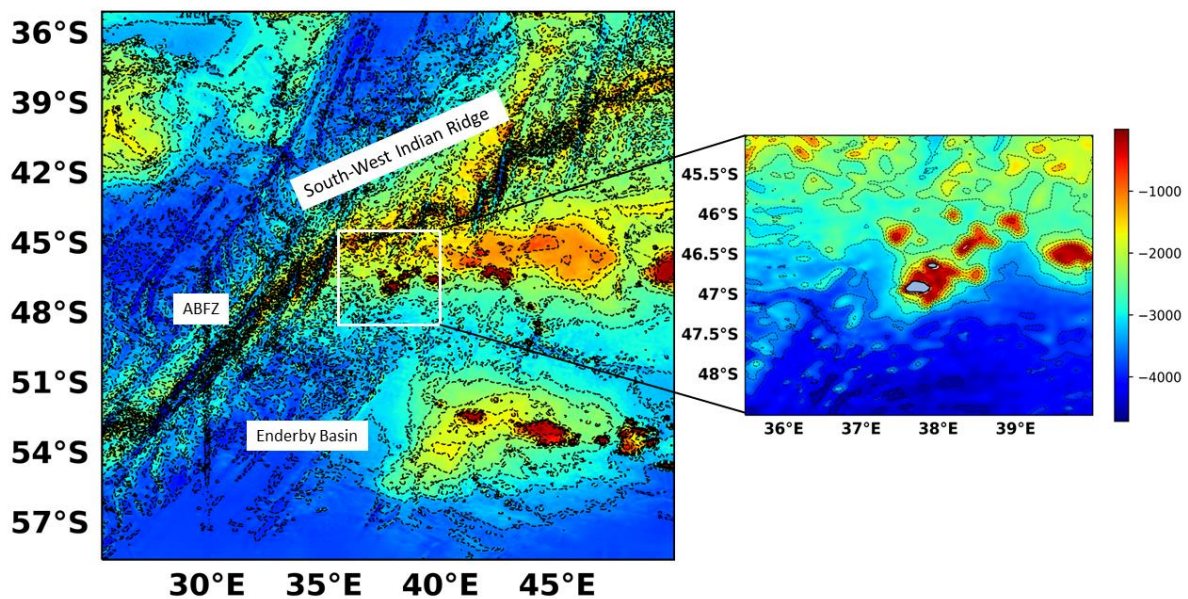 36°S
39°S
42°S
45°S
48°S
51°S
54°S
57°S
30°E 35°E 40°E 45°E
South-West Indian Ridge
ABFZ
Enderby Basin
45.5°S
46°S
46.5°S
47°S
47.5°S
48°S
36°E 37°E 38°E 39°E
−1000
−2000
−3000
−4000